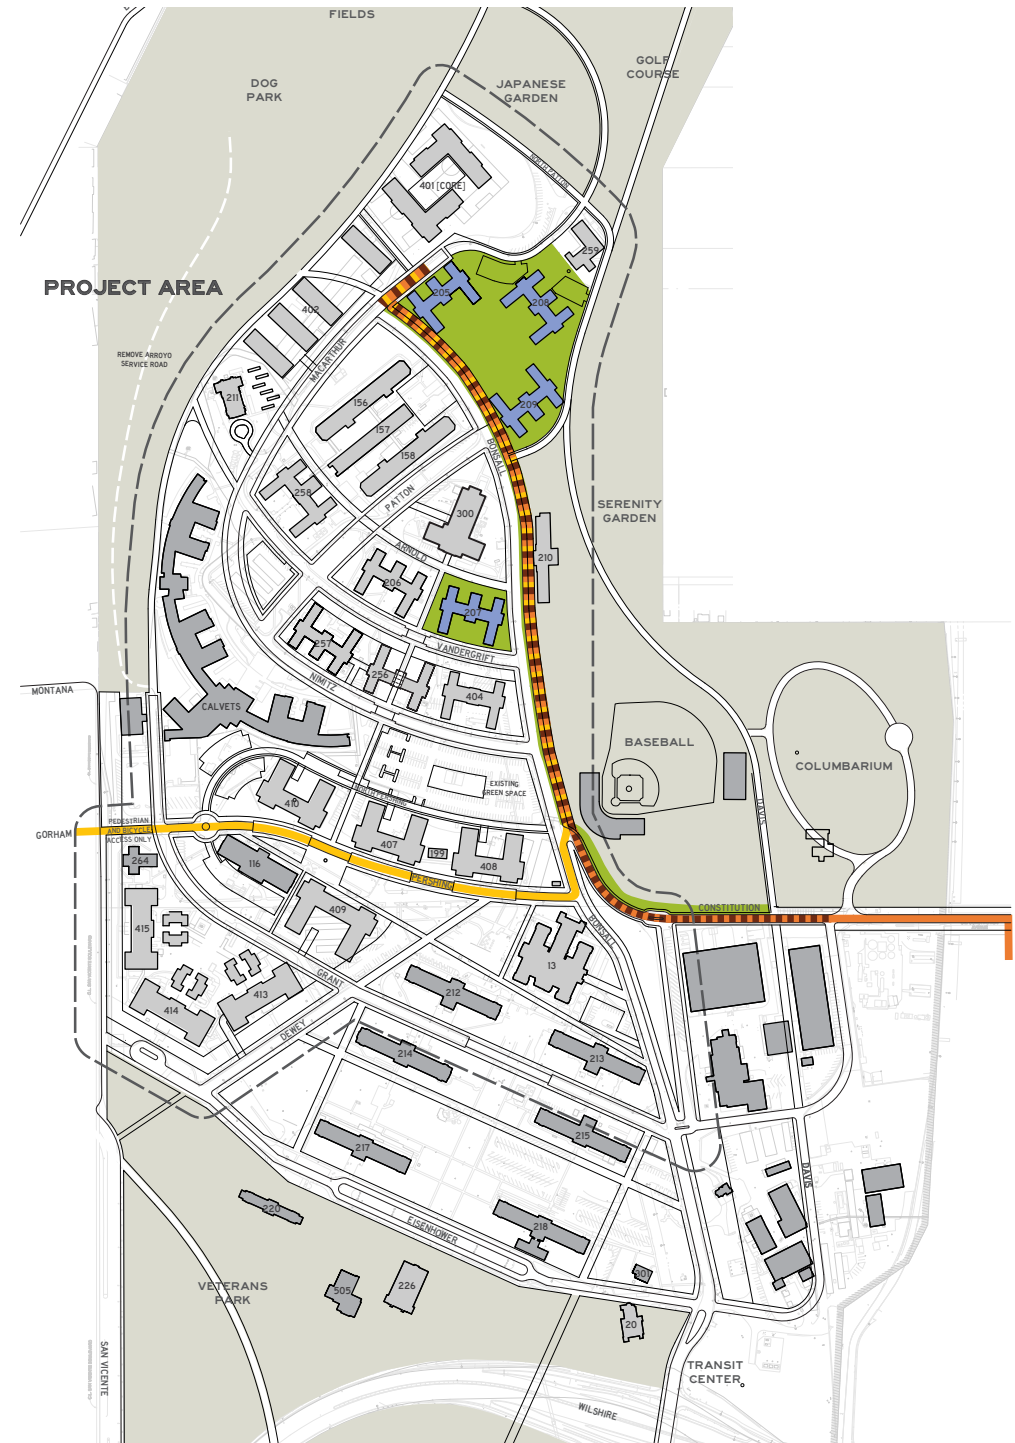 FIELDS
DOG
PARK
JAPANESE
GARDEN
GOLF
COURSE
401 [CORE]
259
PROJECT AREA
205
208
402
MACARTHUR
REMOVE ARROYO
SERVICE ROAD
211
156
157
158
209
BONSALL
PATTON
258
300
SERENITY
GARDEN
ARNOLD
210
206
207
257
VANDERGRIFT
256
NIMITZ
404
MONTANA
CALVETS
BASEBALL
COLUMBARIUM
EXISTING
GREEN SPACE
DAVIS
410
GORHAM
PEDESTRIAN
AND BICYCLE
ACCESS ONLY
407
199
408
264
116
PERSHING
409
CONSTITUTION
415
BONSALL
13
GRANT
413
212
414
DEWEY
214
213
215
217
DAVIS
220
EISENHOWER
218
VETERANS
PARK
505
226
301
20
SAN VICENTE
TRANSIT
CENTER
WILSHIRE